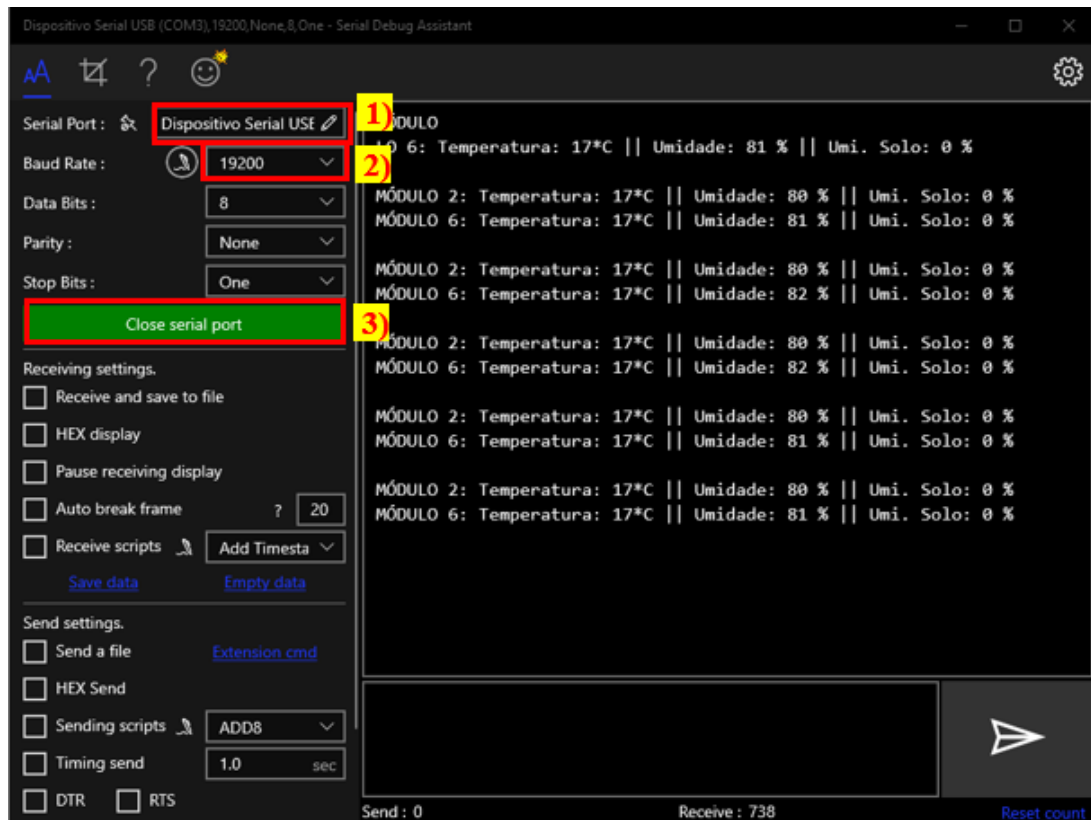 Dispositivo Serial USB (COM3),19200,None,8,One - Serial Debug Assistant
AA
Serial Port :
Dispositivo Serial USB
1)
Baud Rate :
19200
2)
Data Bits :
8
Parity :
None
Stop Bits :
One
Close serial port
3)
Receiving settings.
Receive and save to file
HEX display
Pause receiving display
Auto break frame
?
20
Receive scripts
Add Timesta
Save data
Empty data
Send settings.
Send a file
Extension cmd
HEX Send
Sending scripts
ADD8
Timing send
1.0
sec
DTR
RTS
DULO
6: Temperatura: 17*C || Umidade: 81 % || Umi. Solo: 0 %
MÓDULO 2: Temperatura: 17*C || Umidade: 80 % || Umi. Solo: 0 %
MÓDULO 6: Temperatura: 17*C || Umidade: 81 % || Umi. Solo: 0 %
MÓDULO 2: Temperatura: 17*C || Umidade: 80 % || Umi. Solo: 0 %
MÓDULO 6: Temperatura: 17*C || Umidade: 82 % || Umi. Solo: 0 %
MÓDULO 2: Temperatura: 17*C || Umidade: 80 % || Umi. Solo: 0 %
MÓDULO 6: Temperatura: 17*C || Umidade: 82 % || Umi. Solo: 0 %
MÓDULO 2: Temperatura: 17*C || Umidade: 80 % || Umi. Solo: 0 %
MÓDULO 6: Temperatura: 17*C || Umidade: 81 % || Umi. Solo: 0 %
MÓDULO 2: Temperatura: 17*C || Umidade: 80 % || Umi. Solo: 0 %
MÓDULO 6: Temperatura: 17*C || Umidade: 81 % || Umi. Solo: 0 %
Send : 0
Receive : 738
Reset count